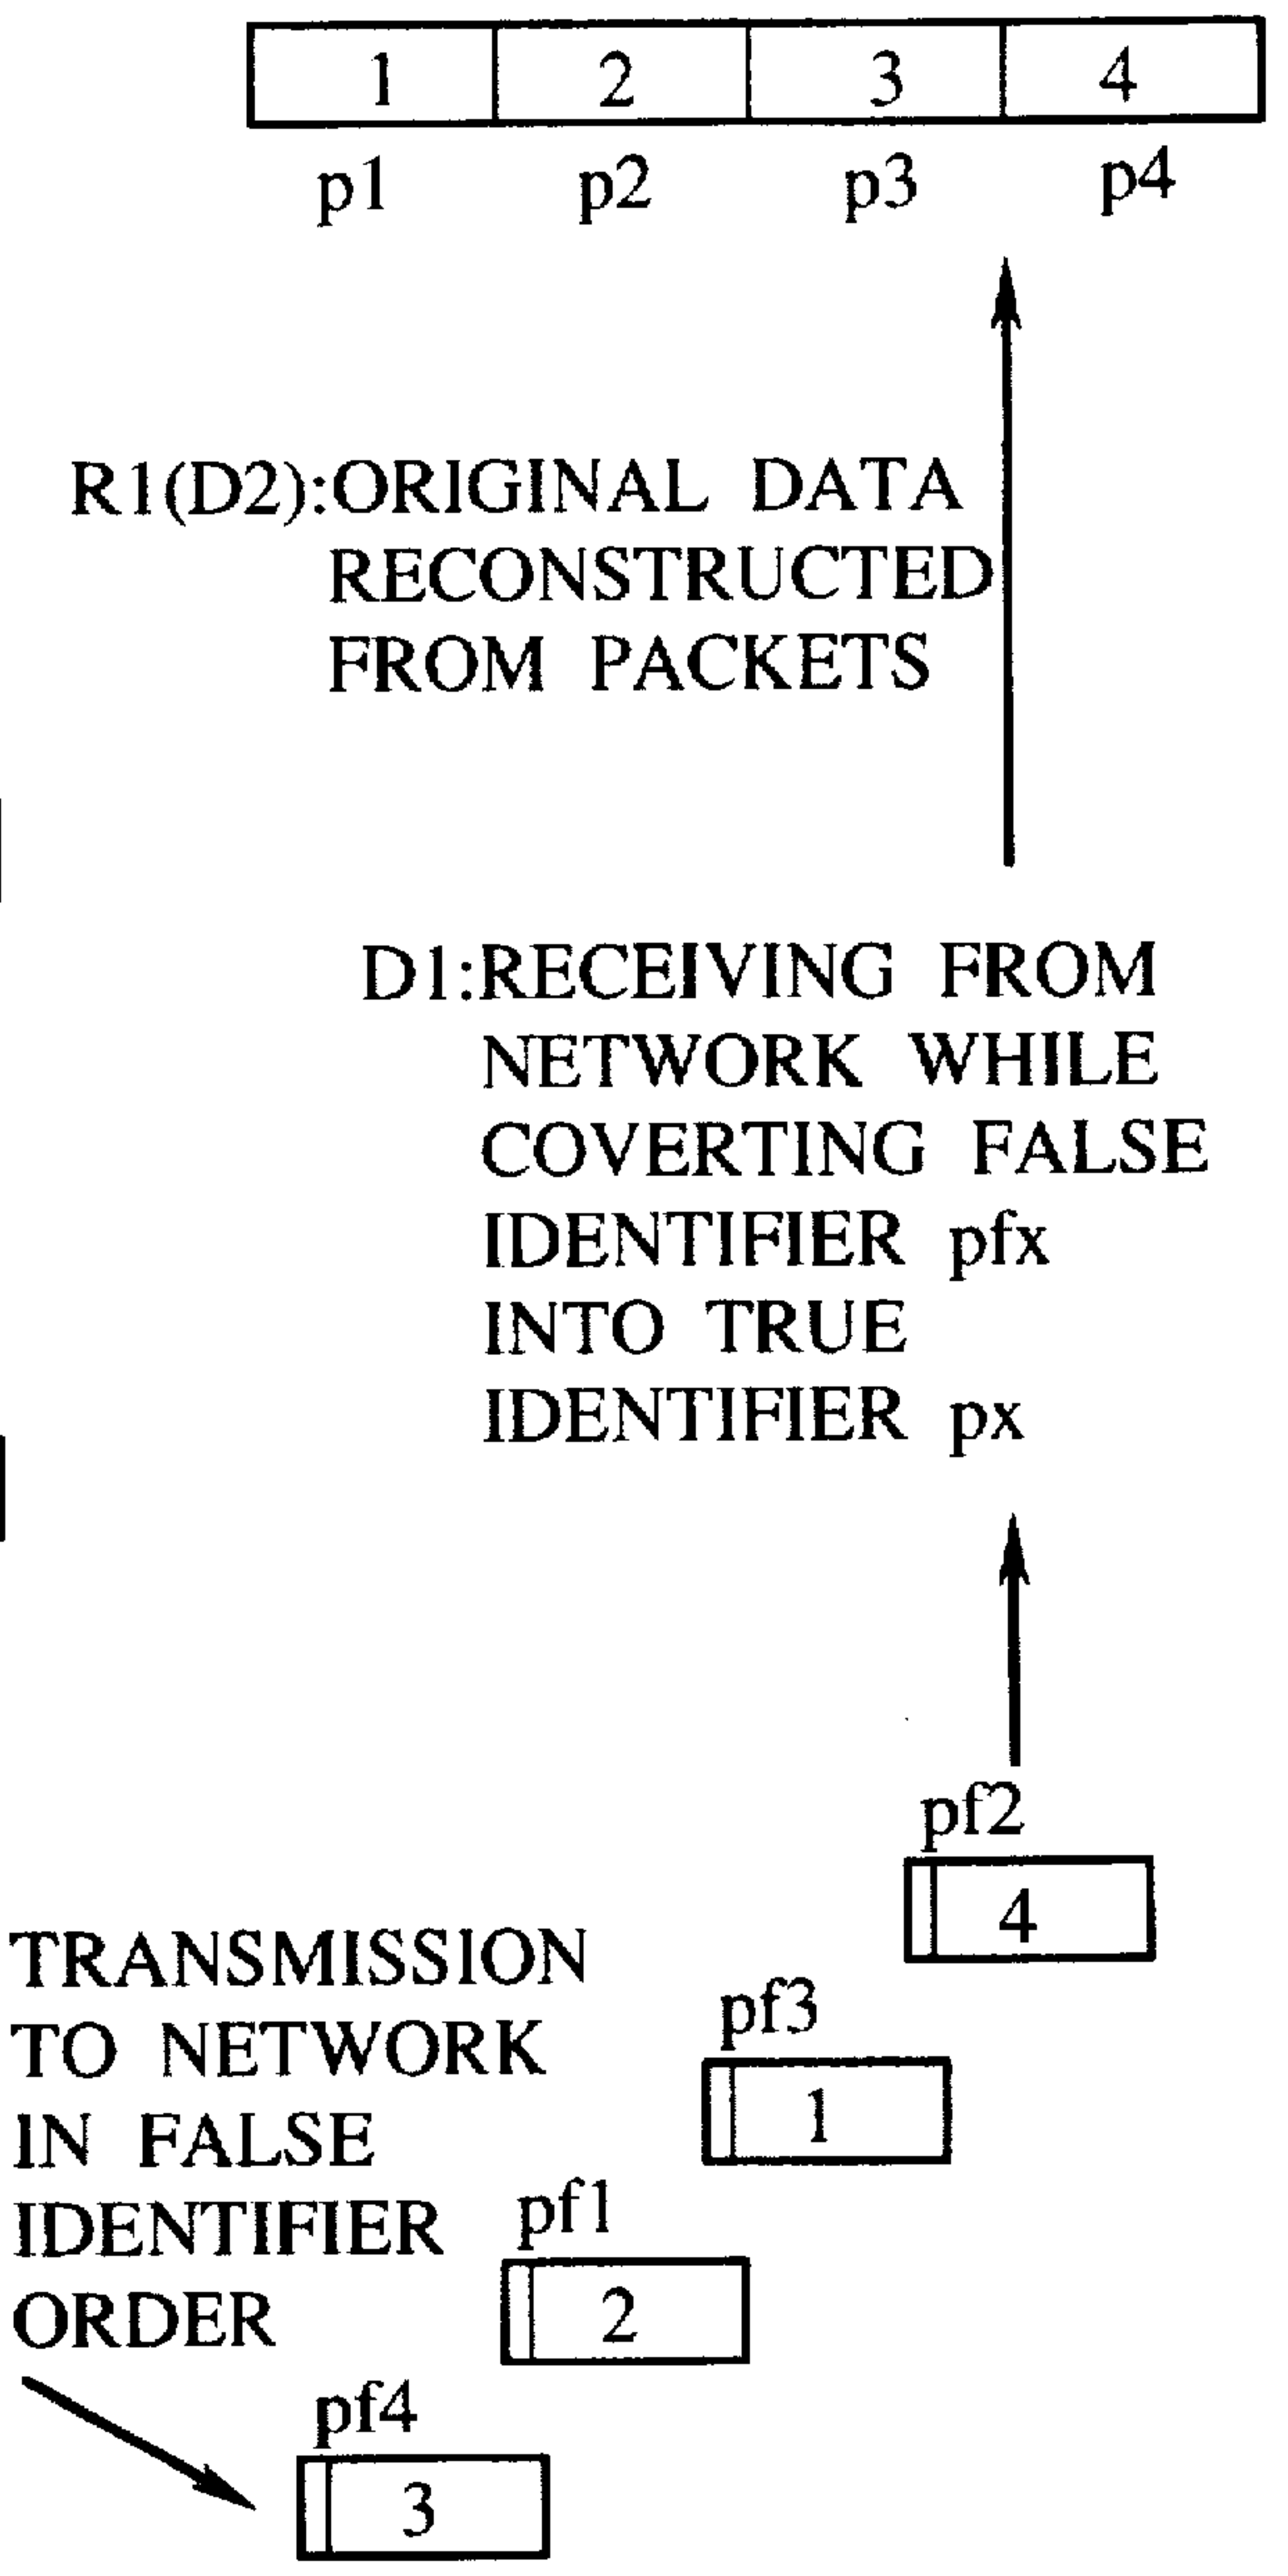 1 2 3 4
p1 p2 p3 p4
R1(D2):ORIGINAL DATA
RECONSTRUCTED
FROM PACKETS
D1:RECEIVING FROM
NETWORK WHILE
COVERTING FALSE
IDENTIFIER pfx
INTO TRUE
IDENTIFIER px
pf2
4
TRANSMISSION
TO NETWORK
IN FALSE
IDENTIFIER
ORDER
pf3
1
pf1
2
pf4
3